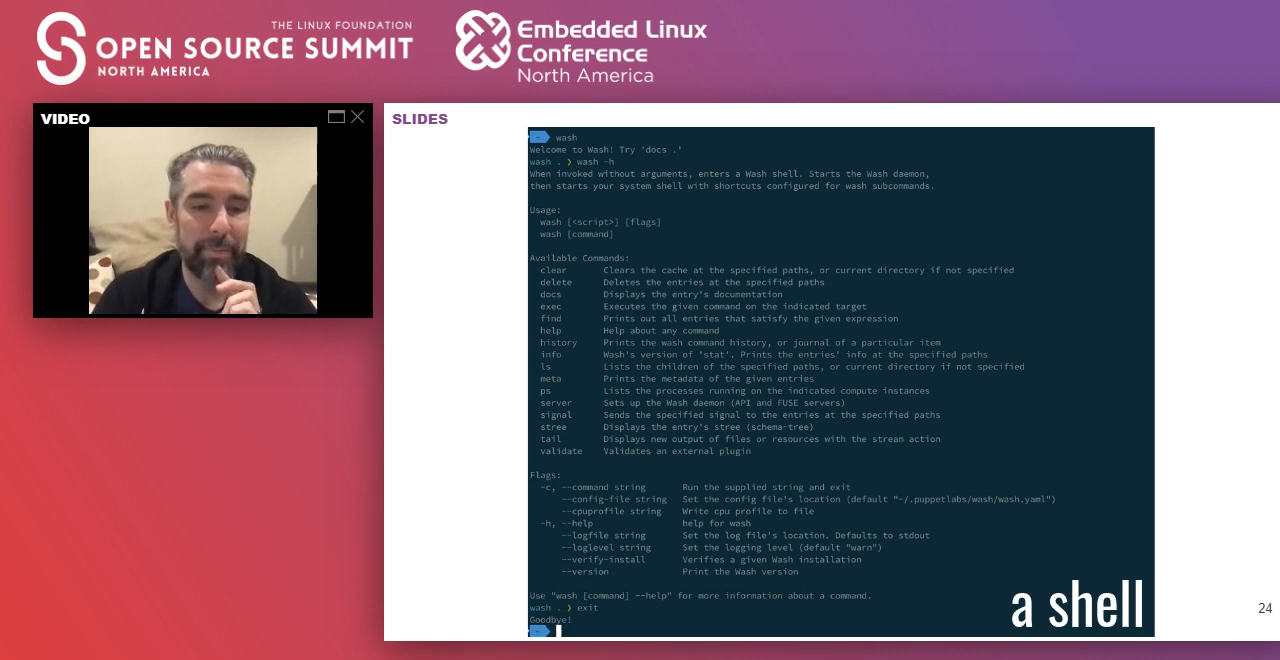 THE LINUX FOUNDATION
OPEN SOURCE SUMMIT
NORTH AMERICA
Embedded Linux
Conference
North America
VIDEO
SLIDES
~ wash
Welcome to Wash! Try 'docs .'
wash . ❯ wash -h
When invoked without arguments, enters a Wash shell. Starts the Wash daemon,
then starts your system shell with shortcuts configured for wash subcommands.
Usage:
wash [<script>] [flags]
wash [command]
Available Commands:
clear Clears the cache at the specified paths, or current directory if not specified
delete Deletes the entries at the specified paths
docs Displays the entry's documentation
exec Executes the given command on the indicated target
find Prints out all entries that satisfy the given expression
help Help about any command
history Prints the wash command history, or journal of a particular item
info Wash's version of 'stat'. Prints the entries' info at the specified paths
ls Lists the children of the specified paths, or current directory if not specified
meta Prints the metadata of the given entries
ps Lists the processes running on the indicated compute instances
server Sets up the Wash daemon (API and FUSE servers)
signal Sends the specified signal to the entries at the specified paths
stree Displays the entry's stree (schema-tree)
tail Displays new output of files or resources with the stream action
validate Validates an external plugin
Flags:
-c, --command string Run the supplied string and exit
--config-file string Set the config file's location (default "~/.puppetlabs/wash/wash.yaml")
--cpuprofile string Write cpu profile to file
-h, --help help for wash
--logfile string Set the log file's location. Defaults to stdout
--loglevel string Set the logging level (default "warn")
--verify-install Verifies a given Wash installation
--version Print the Wash version
Use "wash [command] --help" for more information about a command.
wash . ❯ exit
Goodbye!
~
a shell
24